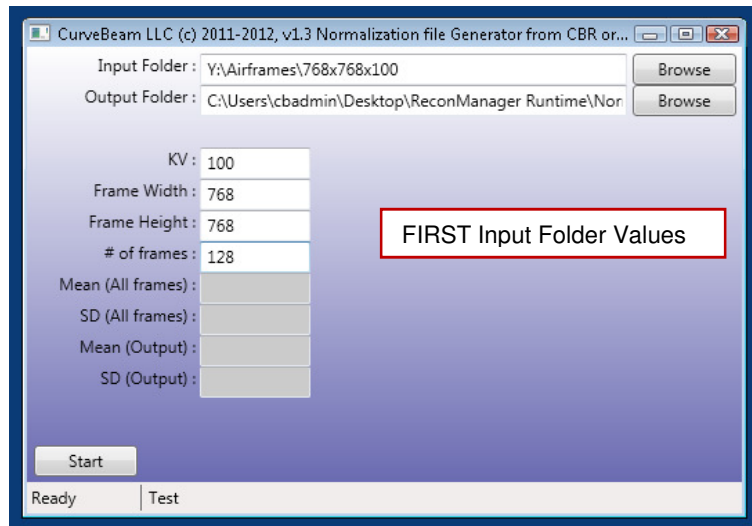 CurveBeam LLC (c) 2011-2012, v1.3 Normalization file Generator from CBR or...
Input Folder : Y:\Airframes\768x768x100 Browse
Output Folder : C:\Users\cbadmin\Desktop\ReconManager Runtime\Nor Browse
KV : 100
Frame Width : 768
Frame Height : 768
FIRST Input Folder Values
# of frames : 128
Mean (All frames) :
SD (All frames) :
Mean (Output) :
SD (Output) :
Start
Ready Test